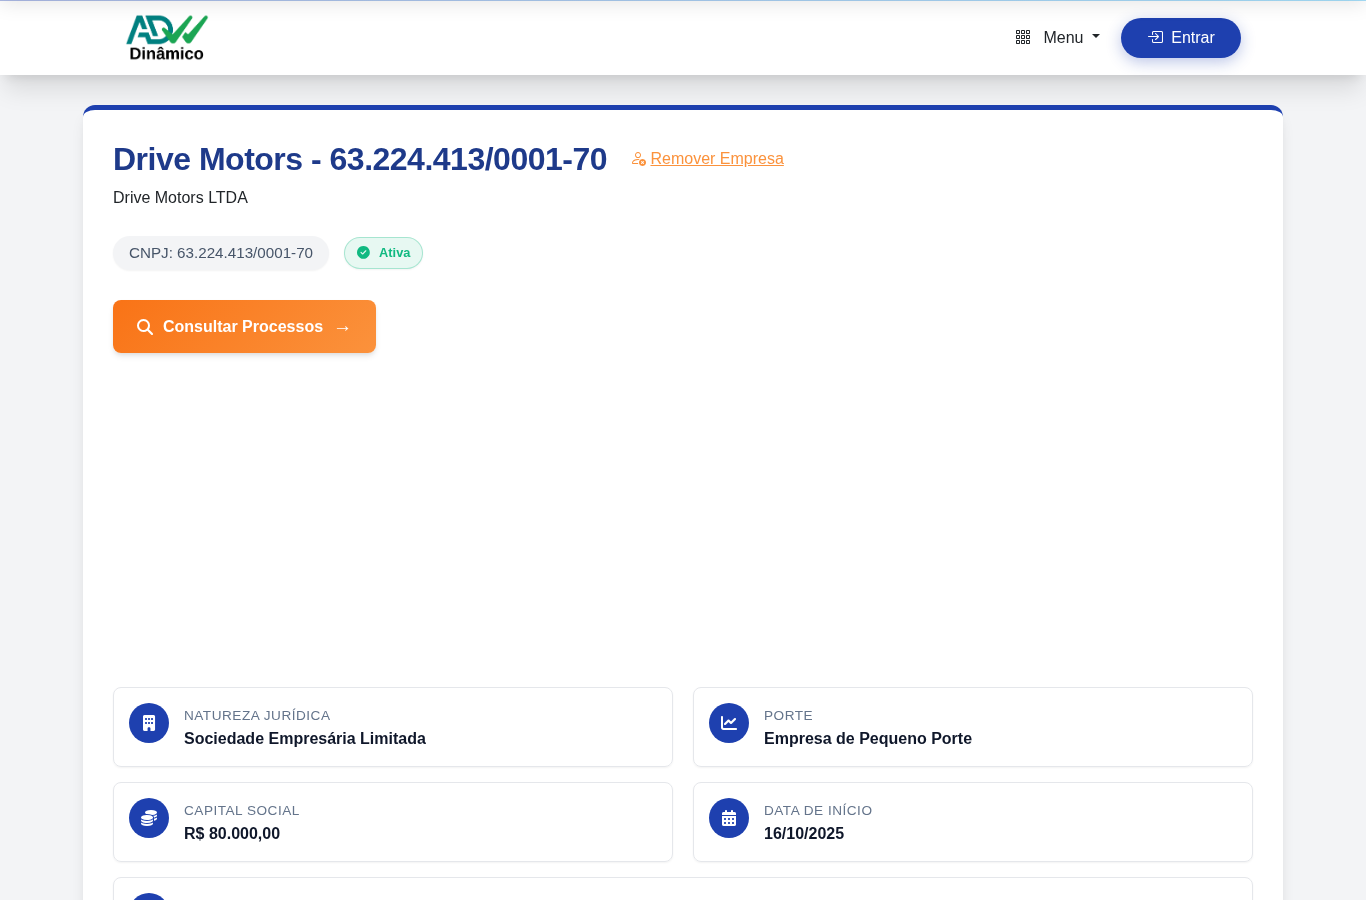 ADW
Dinâmico
Menu
Entrar
Drive Motors - 63.224.413/0001-70
Remover Empresa
Drive Motors LTDA
CNPJ: 63.224.413/0001-70
Ativa
Consultar Processos →
NATUREZA JURÍDICA
Sociedade Empresária Limitada
PORTE
Empresa de Pequeno Porte
CAPITAL SOCIAL
R$ 80.000,00
DATA DE INÍCIO
16/10/2025